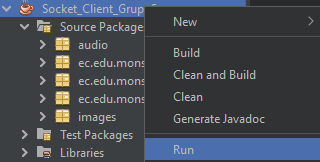 Socket_Client_Grup
Source Packages
audio
ec.edu.mons
ec.edu.mons
ec.edu.mons
images
Test Packages
Libraries
New
Build
Clean and Build
Clean
Generate Javadoc
Run